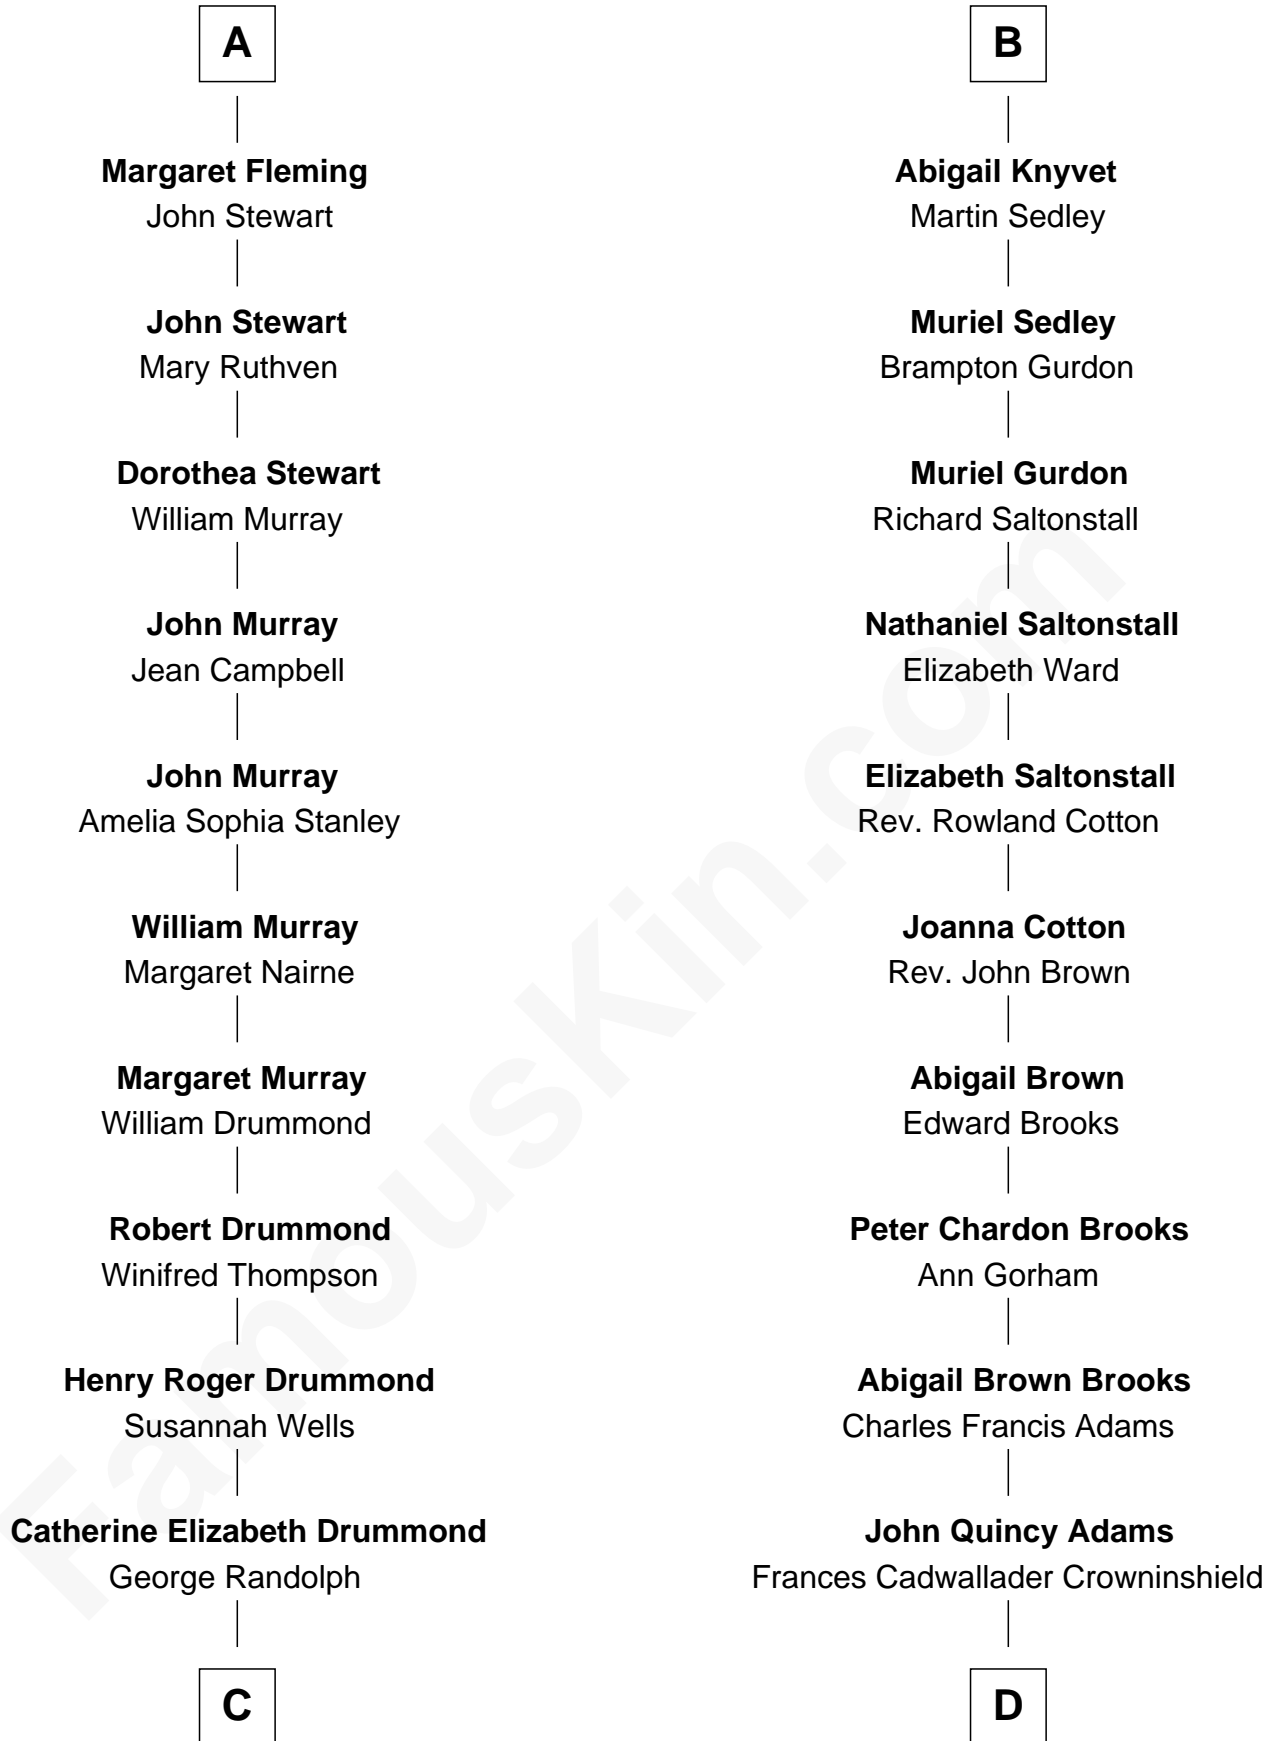 A
Margaret Fleming
John Stewart
John Stewart
Mary Ruthven
Dorothea Stewart
William Murray
John Murray
Jean Campbell
John Murray
Amelia Sophia Stanley
William Murray
Margaret Nairne
Margaret Murray
William Drummond
Robert Drummond
Winifred Thompson
Henry Roger Drummond
Susannah Wells
Catherine Elizabeth Drummond
George Randolph
C
B
Abigail Knyvet
Martin Sedley
Muriel Sedley
Brampton Gurdon
Muriel Gurdon
Richard Saltonstall
Nathaniel Saltonstall
Elizabeth Ward
Elizabeth Saltonstall
Rev. Rowland Cotton
Joanna Cotton
Rev. John Brown
Abigail Brown
Edward Brooks
Peter Chardon Brooks
Ann Gorham
Abigail Brown Brooks
Charles Francis Adams
John Quincy Adams
Frances Cadwallader Crowninshield
D
FamousKin.com